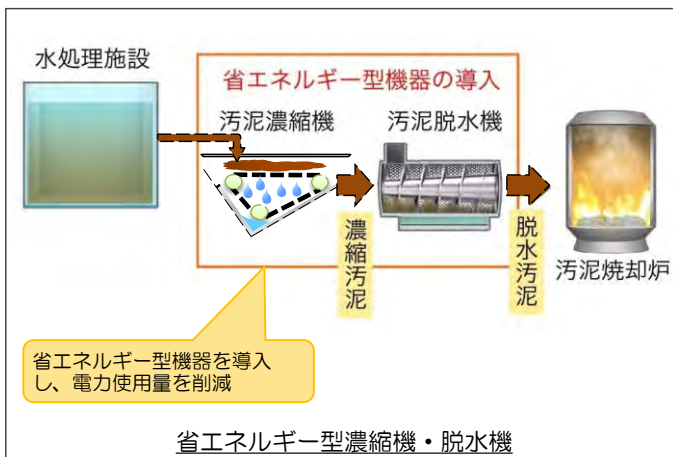 水処理施設
省エネルギー型機器の導入
汚泥濃縮機
汚泥脱水機
濃縮汚泥
脱水汚泥
汚泥焼却炉
省エネルギー型機器を導入
し、電力使用量を削減
省エネルギー型濃縮機・脱水機